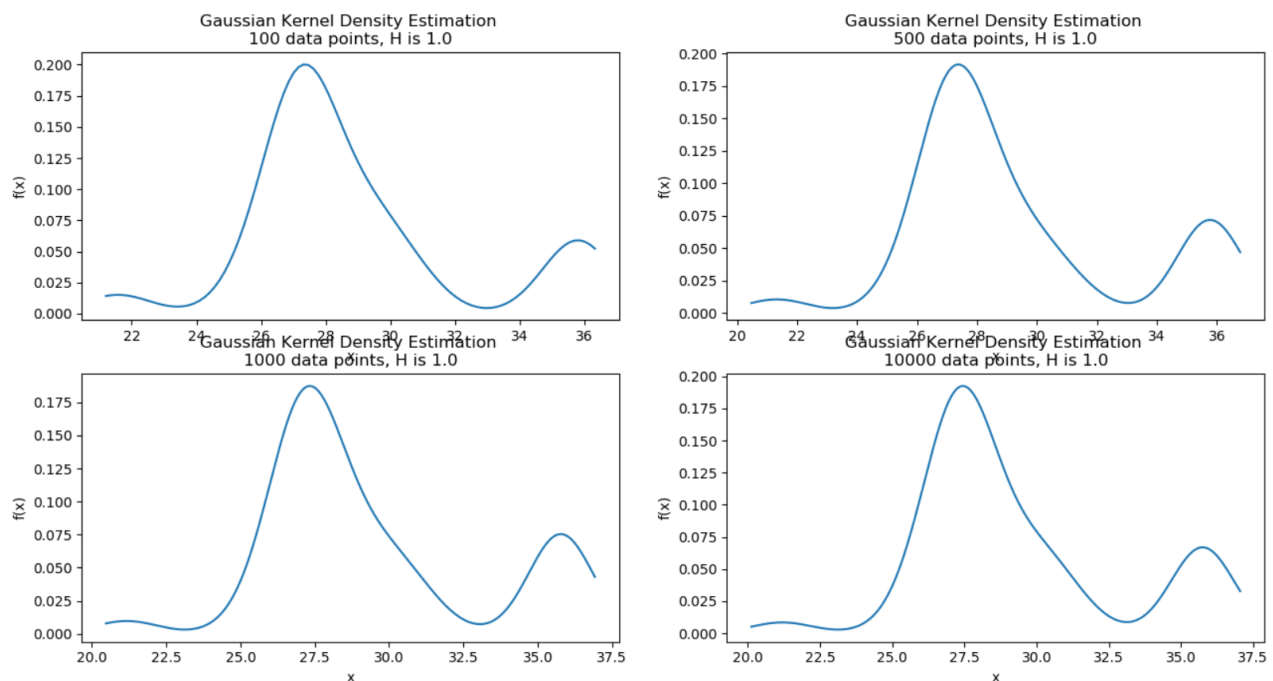 Gaussian Kernel Density Estimation
100 data points, H is 1.0
f(x)
0.200
0.175
0.150
0.125
0.100
0.075
0.050
0.025
0.000
22 24 26 28 30 32 34 36
x
Gaussian Kernel Density Estimation
500 data points, H is 1.0
f(x)
0.200
0.175
0.150
0.125
0.100
0.075
0.050
0.025
0.000
20 22 24 26 28 30 32 34 36
x
Gaussian Kernel Density Estimation
1000 data points, H is 1.0
f(x)
0.175
0.150
0.125
0.100
0.075
0.050
0.025
0.000
20.0 22.5 25.0 27.5 30.0 32.5 35.0 37.5
x
Gaussian Kernel Density Estimation
10000 data points, H is 1.0
f(x)
0.200
0.175
0.150
0.125
0.100
0.075
0.050
0.025
0.000
20.0 22.5 25.0 27.5 30.0 32.5 35.0 37.5
x